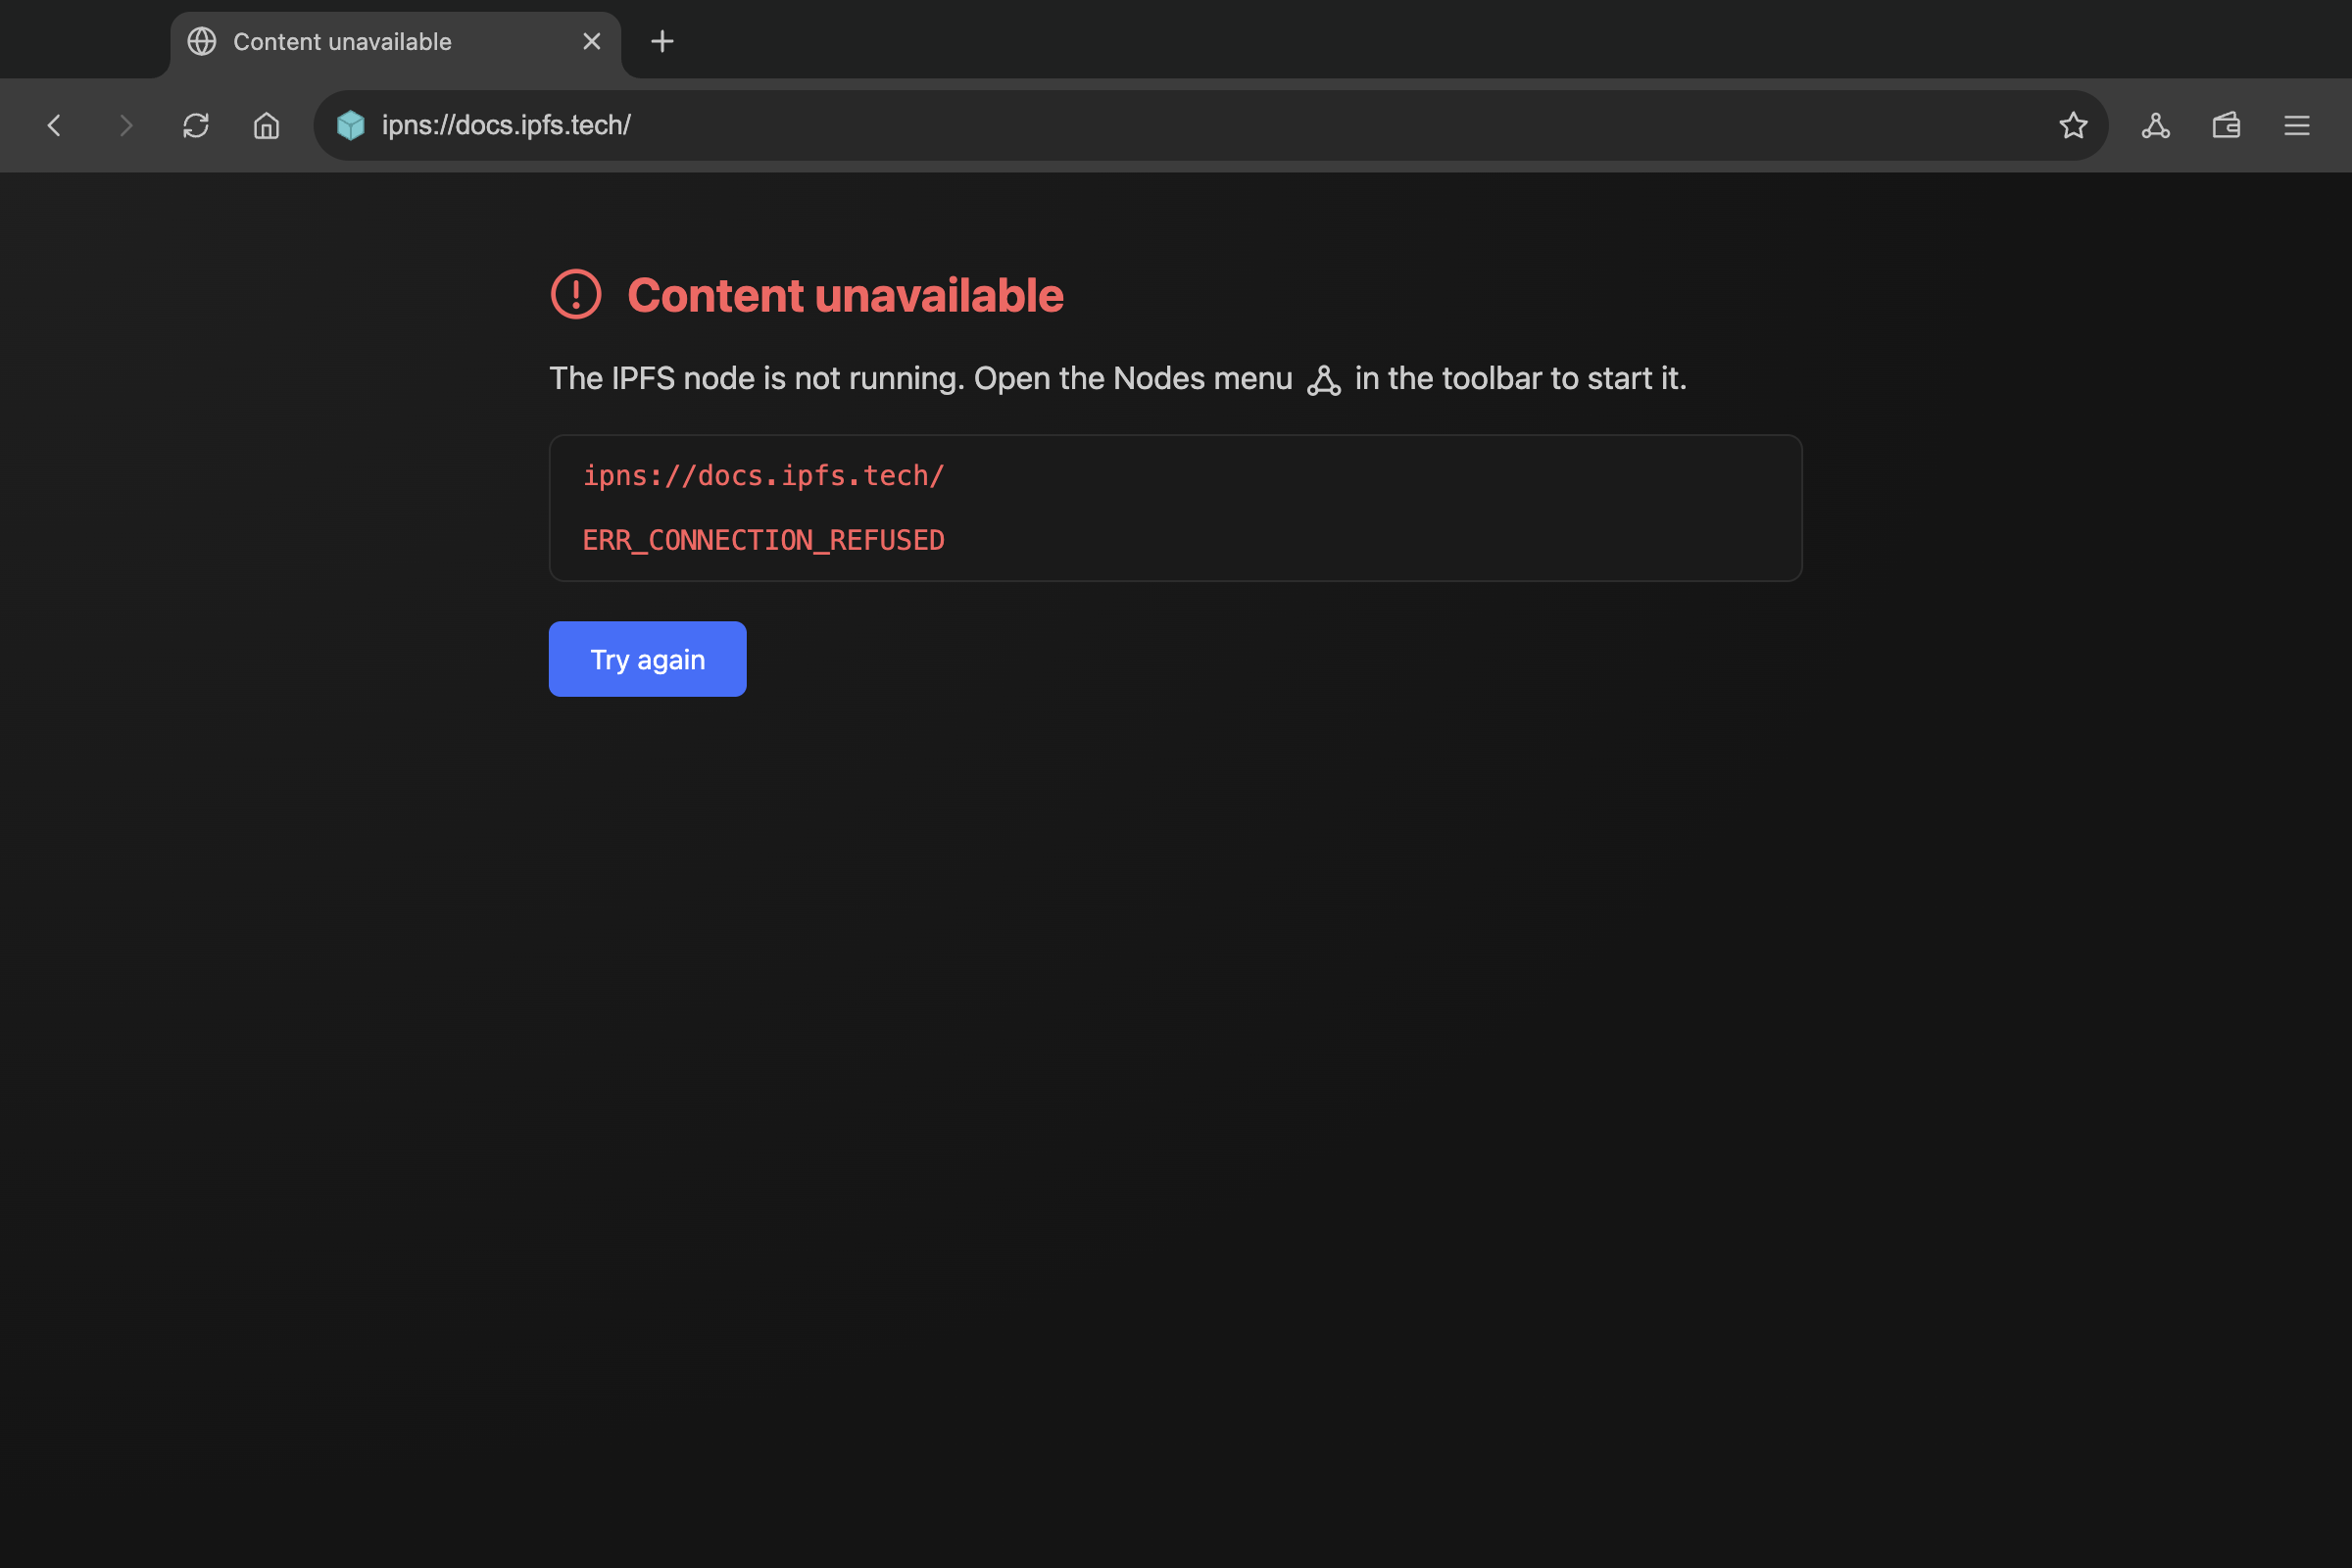 Content unavailable
ipns://docs.ipfs.tech/
Content unavailable
The IPFS node is not running. Open the Nodes menu in the toolbar to start it.
ipns://docs.ipfs.tech/
ERR_CONNECTION_REFUSED
Try again